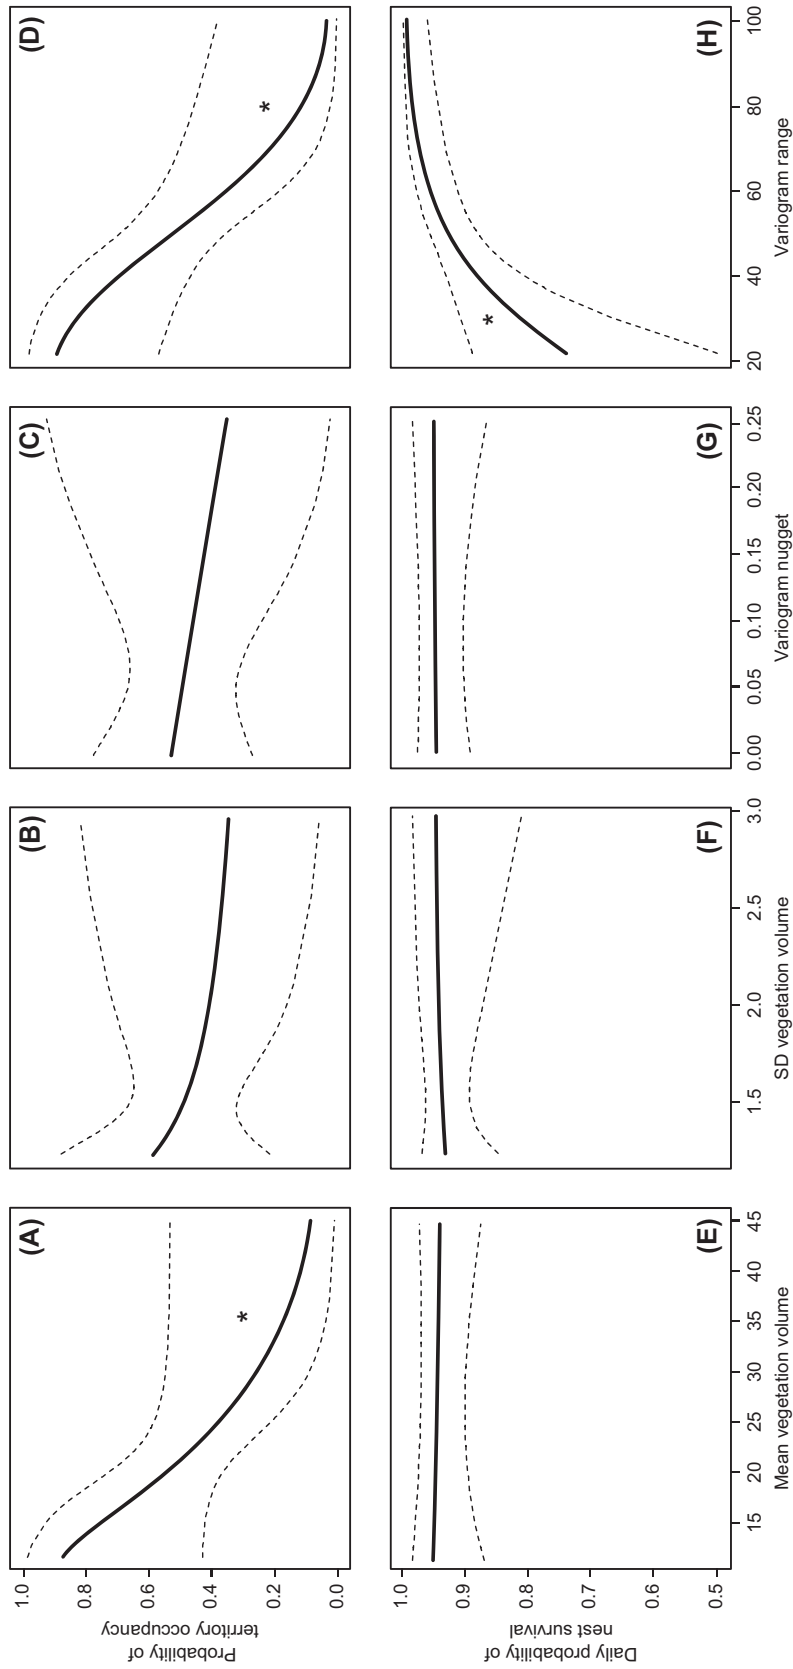 Probability of
territory occupancy
1.0
0.8
0.6
0.4
0.2
0.0
(A)
*
(B)
(C)
(D)
*
Daily probability of
nest survival
1.0
0.9
0.8
0.7
0.6
0.5
(E)
(F)
(G)
(H)
*
15 20 25 30 35 40 45
Mean vegetation volume
1.5 2.0 2.5 3.0
SD vegetation volume
0.00 0.05 0.10 0.15 0.20 0.25
Variogram nugget
20 40 60 80 100
Variogram range